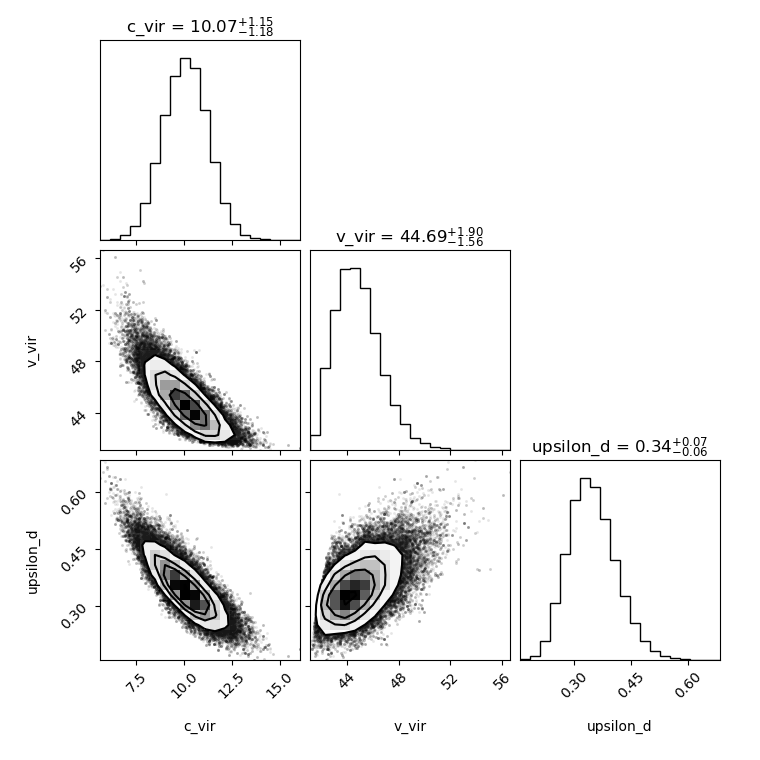 c_vir = 10.07+1.15−1.18
v_vir = 44.69+1.90−1.56
upsilon_d = 0.34+0.07−0.06
56
52
48
44
v_vir
0.60
0.45
0.30
upsilon_d
7.5 10.0 12.5 15.0
44 48 52 56
0.30 0.45 0.60
c_vir v_vir upsilon_d